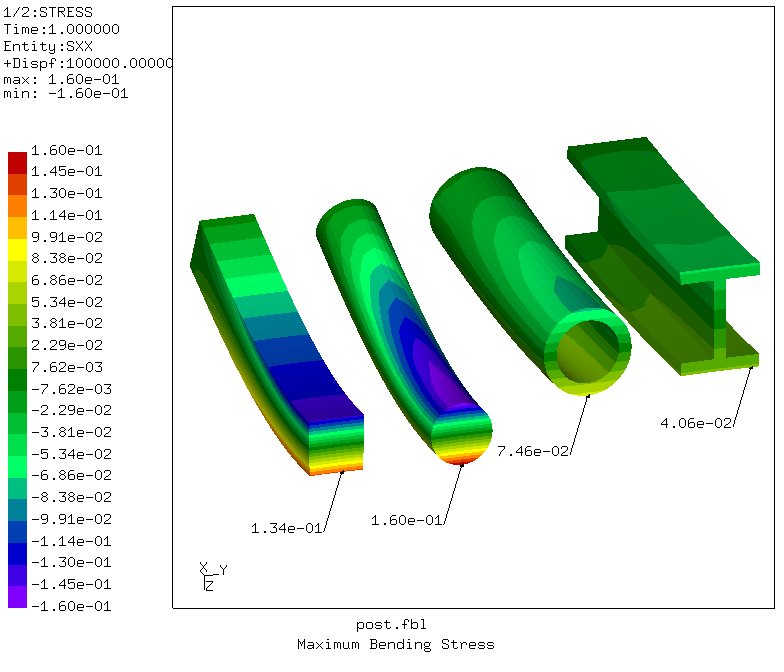 1/2:STRESS
Time:1.000000
Entity:SXX
+Dispf:100000.00000
max: 1.60e-01
min: -1.60e-01
1.60e-01
1.45e-01
1.30e-01
1.14e-01
9.91e-02
8.38e-02
6.86e-02
5.34e-02
3.81e-02
2.29e-02
7.62e-03
-7.62e-03
-2.29e-02
-3.81e-02
-5.34e-02
-6.86e-02
-8.38e-02
-9.91e-02
-1.14e-01
-1.30e-01
-1.45e-01
-1.60e-01
4.06e-02
7.46e-02
1.60e-01
1.34e-01
X Y
Z
post.fbl
Maximum Bending Stress